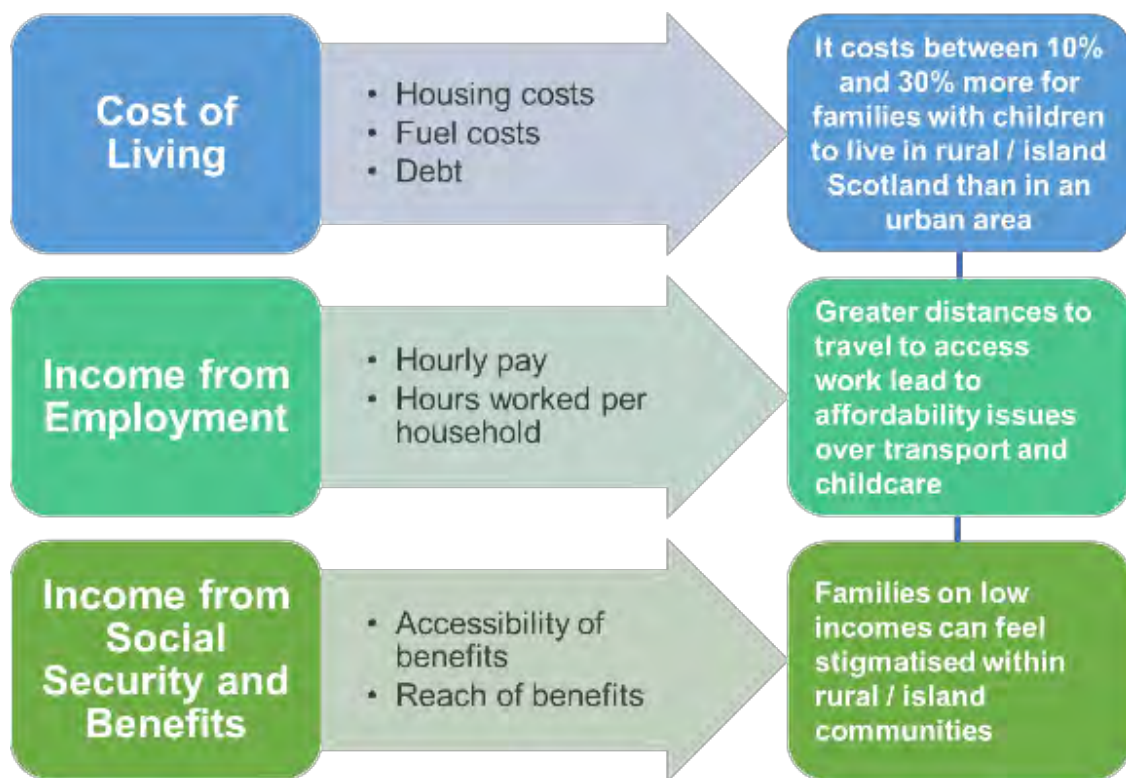 Cost of
Living
• Housing costs
• Fuel costs
• Debt
It costs between 10%
and 30% more for
families with children
to live in rural / island
Scotland than in an
urban area
Income from
Employment
• Hourly pay
• Hours worked per
household
Greater distances to
travel to access
work lead to
affordability issues
over transport and
childcare
Income from
Social
Security and
Benefits
• Accessibility of
benefits
• Reach of benefits
Families on low
incomes can feel
stigmatised within
rural / island
communities